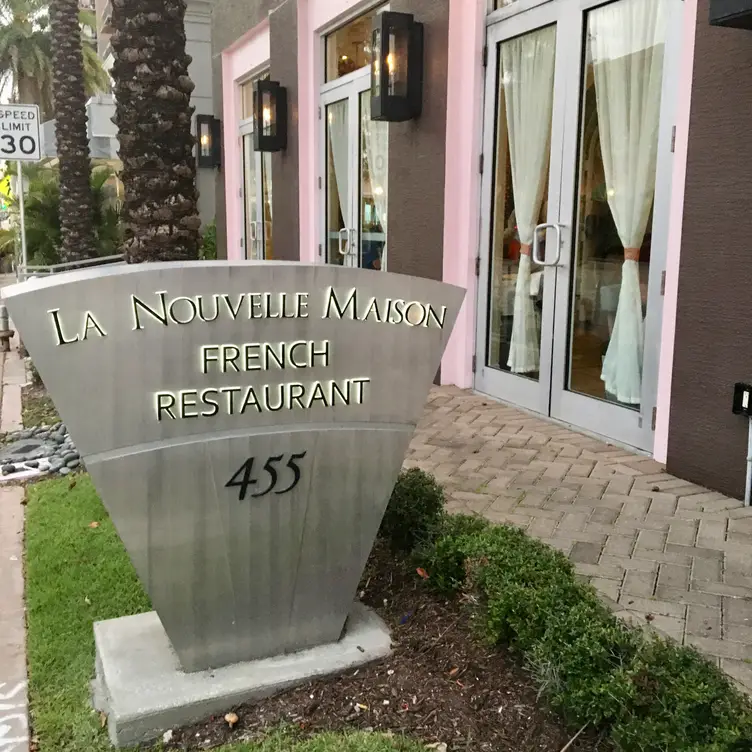 SPEED
LIMIT
30
LA NOUVELLE MAISON
FRENCH
RESTAURANT
455